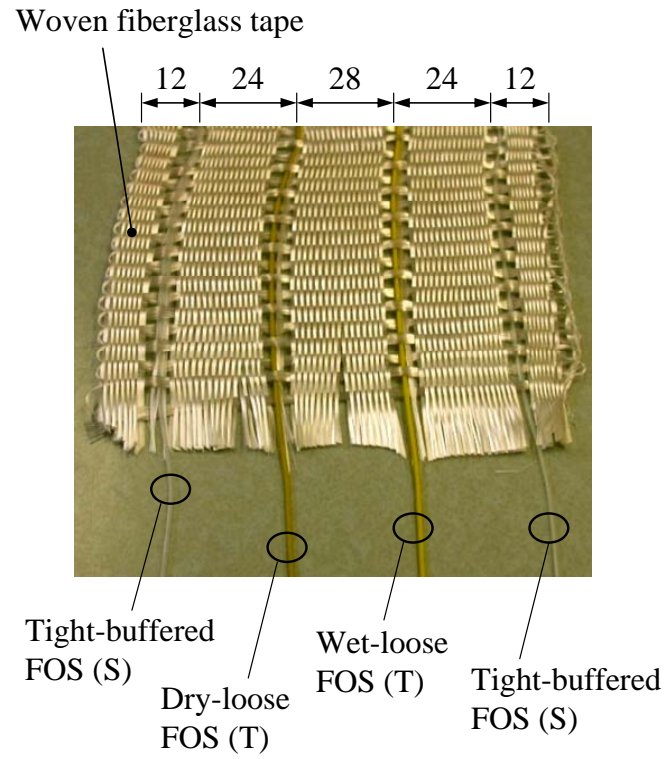 Woven fiberglass tape
12 24 28 24 12
Tight-buffered
FOS (S)
Dry-loose
FOS (T)
Wet-loose
FOS (T)
Tight-buffered
FOS (S)